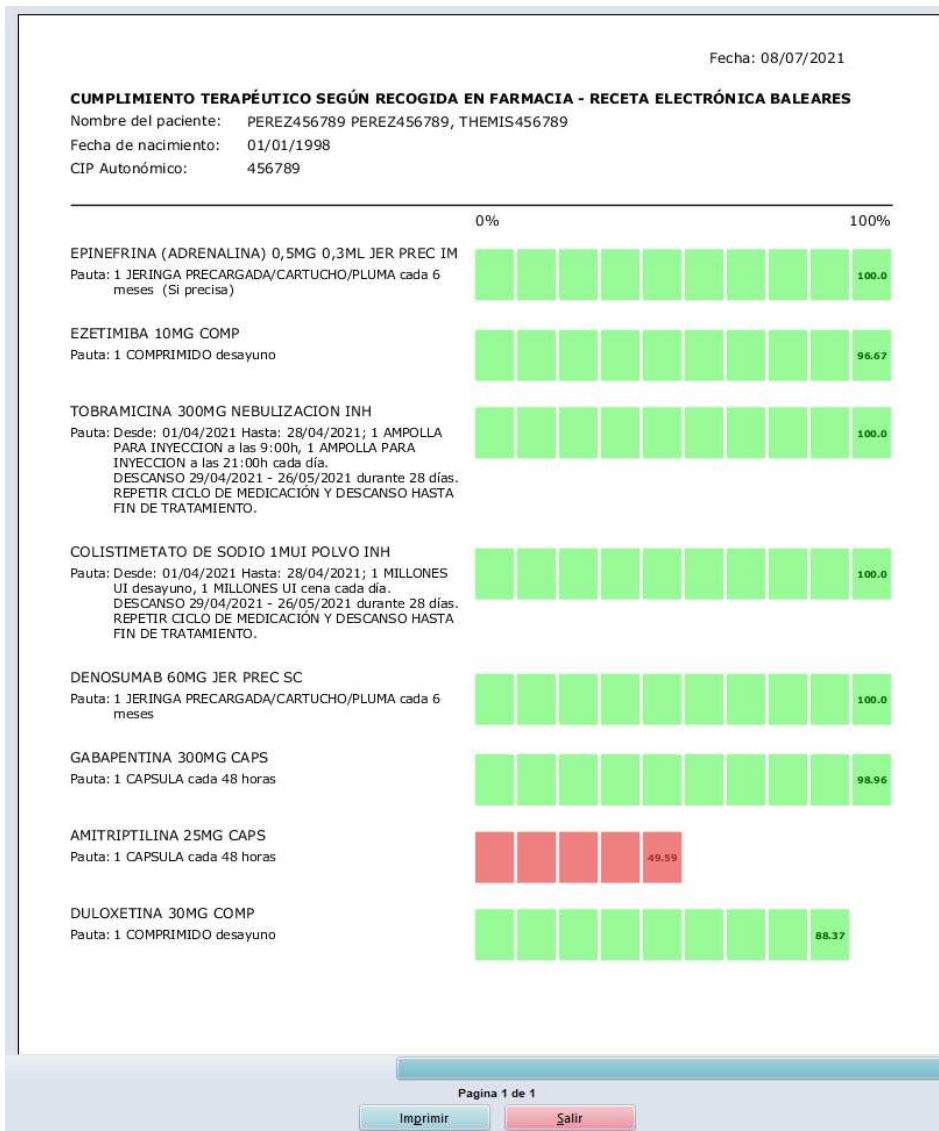 Fecha: 08/07/2021
CUMPLIMIENTO TERAPÉUTICO SEGÚN RECOGIDA EN FARMACIA - RECETA ELECTRÓNICA BALEARES
Nombre del paciente: PEREZ456789 PEREZ456789, THEMIS456789
Fecha de nacimiento: 01/01/1998
CIP Autonómico: 456789
0% 100%
EPINEFRINA (ADRENALINA) 0,5MG 0,3ML JER PREC IM
Pauta: 1 JERINGA PRECARGADA/CARTUCHO/PLUMA cada 6
meses (Si precisa)
100.0
EZETIMIBA 10MG COMP
Pauta: 1 COMPRIMIDO desayuno
96.67
TOBRAMICINA 300MG NEBULIZACION INH
Pauta: Desde: 01/04/2021 Hasta: 28/04/2021; 1 AMPOLLA
PARA INYECCION a las 9:00h, 1 AMPOLLA PARA
INYECCION a las 21:00h cada día.
DESCANSO 29/04/2021 - 26/05/2021 durante 28 días.
REPETIR CICLO DE MEDICACIÓN Y DESCANSO HASTA
FIN DE TRATAMIENTO.
100.0
COLISTIMETATO DE SODIO 1MUI POLVO INH
Pauta: Desde: 01/04/2021 Hasta: 28/04/2021; 1 MILLONES
UI desayuno, 1 MILLONES UI cena cada día.
DESCANSO 29/04/2021 - 26/05/2021 durante 28 días.
REPETIR CICLO DE MEDICACIÓN Y DESCANSO HASTA
FIN DE TRATAMIENTO.
100.0
DENOSUMAB 60MG JER PREC SC
Pauta: 1 JERINGA PRECARGADA/CARTUCHO/PLUMA cada 6
meses
100.0
GABAPENTINA 300MG CAPS
Pauta: 1 CAPSULA cada 48 horas
98.96
AMITRIPTILINA 25MG CAPS
Pauta: 1 CAPSULA cada 48 horas
49.59
DULOXETINA 30MG COMP
Pauta: 1 COMPRIMIDO desayuno
88.37
Pagina 1 de 1
Imprimir Salir